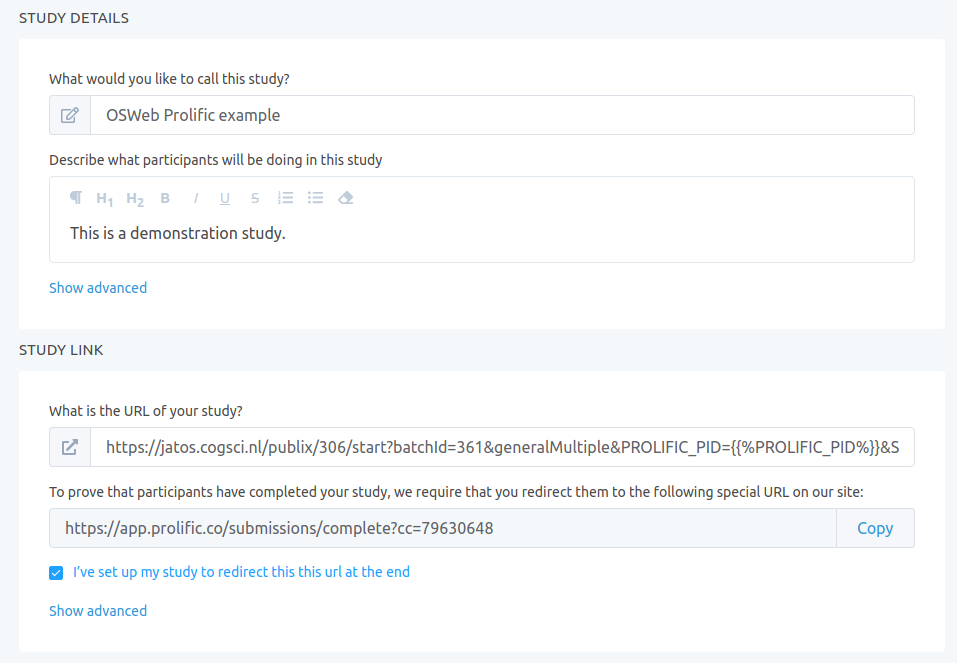 STUDY DETAILS
What would you like to call this study?
OSWeb Prolific example
Describe what participants will be doing in this study
¶ H1 H2 B I U S
This is a demonstration study.
Show advanced
STUDY LINK
What is the URL of your study?
https://jatos.cogsci.nl/publix/306/start?batchId=361&generalMultiple&PROLIFIC_PID={{%PROLIFIC_PID%}}&S
To prove that participants have completed your study, we require that you redirect them to the following special URL on our site:
https://app.prolific.co/submissions/complete?cc=79630648
Copy
I've set up my study to redirect this this url at the end
Show advanced